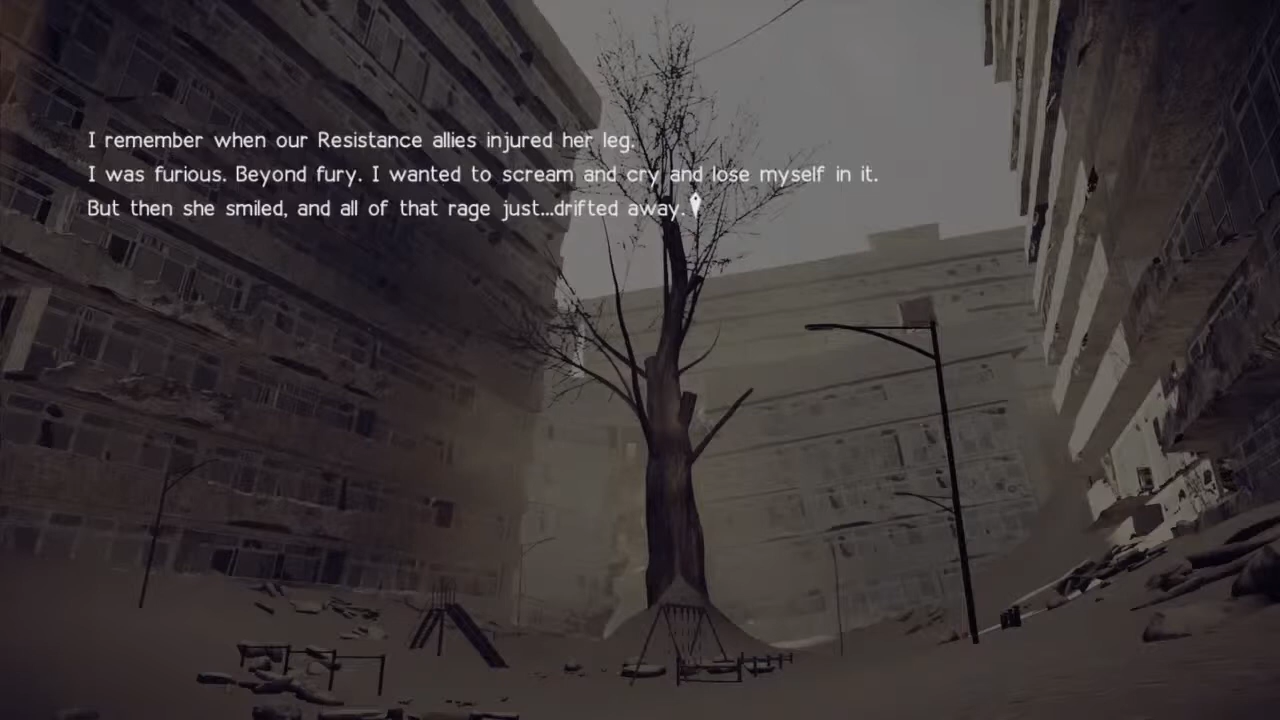 I remember when our Resistance allies injured her leg.
I was furious. Beyond fury. I wanted to scream and cry and lose myself in it.
But then she smiled, and all of that rage just...drifted away.